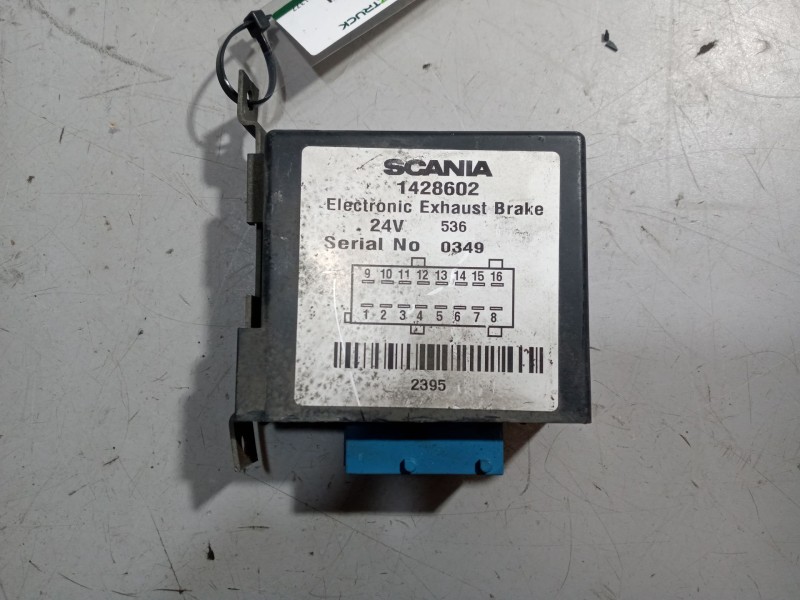 TRUCK
SCANIA
1428602
Electronic Exhaust Brake
24V 536
Serial No 0349
9 10 11 12 13 14 15 16
1 2 3 4 5 6 7 8
2395